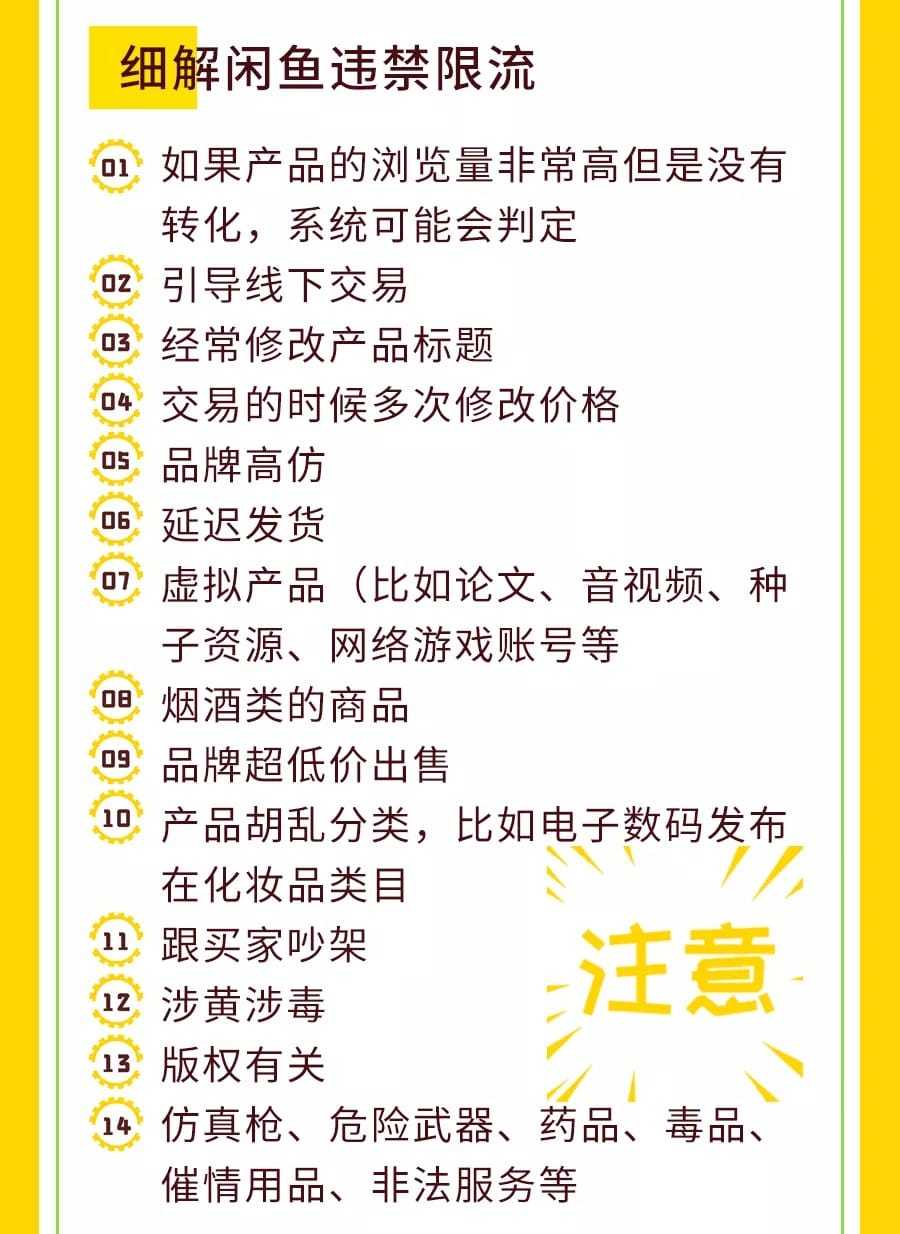 细解闲鱼违禁限流
01 如果产品的浏览量非常高但是没有
转化，系统可能会判定
02 引导线下交易
03 经常修改产品标题
04 交易的时候多次修改价格
05 品牌高仿
06 延迟发货
07 虚拟产品（比如论文、音视频、种
子资源、网络游戏账号等
08 烟酒类的商品
09 品牌超低价出售
10 产品胡乱分类，比如电子数码发布
在化妆品类目
11 跟买家吵架
12 涉黄涉毒
13 版权有关
注意
14 仿真枪、危险武器、药品、毒品、
催情用品、非法服务等